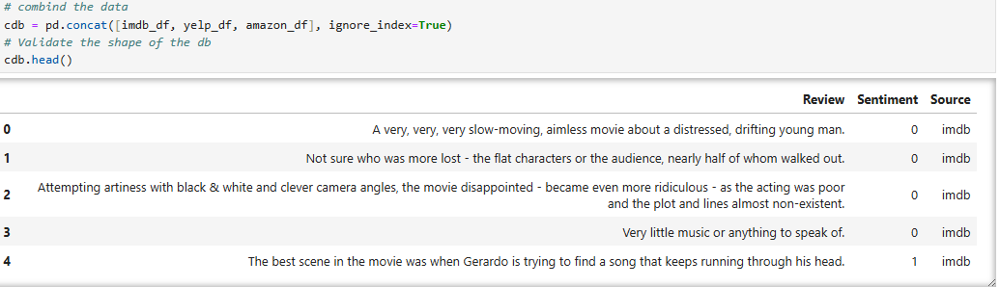 # combind the data
cdb = pd.concat([imdb_df, yelp_df, amazon_df], ignore_index=True)
# Validate the shape of the db
cdb.head()
Review Sentiment Source
0 A very, very, very slow-moving, aimless movie about a distressed, drifting young man. 0 imdb
1 Not sure who was more lost - the flat characters or the audience, nearly half of whom walked out. 0 imdb
2 Attempting artiness with black & white and clever camera angles, the movie disappointed - became even more ridiculous - as the acting was poor
and the plot and lines almost non-existent. 0 imdb
3 Very little music or anything to speak of. 0 imdb
4 The best scene in the movie was when Gerardo is trying to find a song that keeps running through his head. 1 imdb